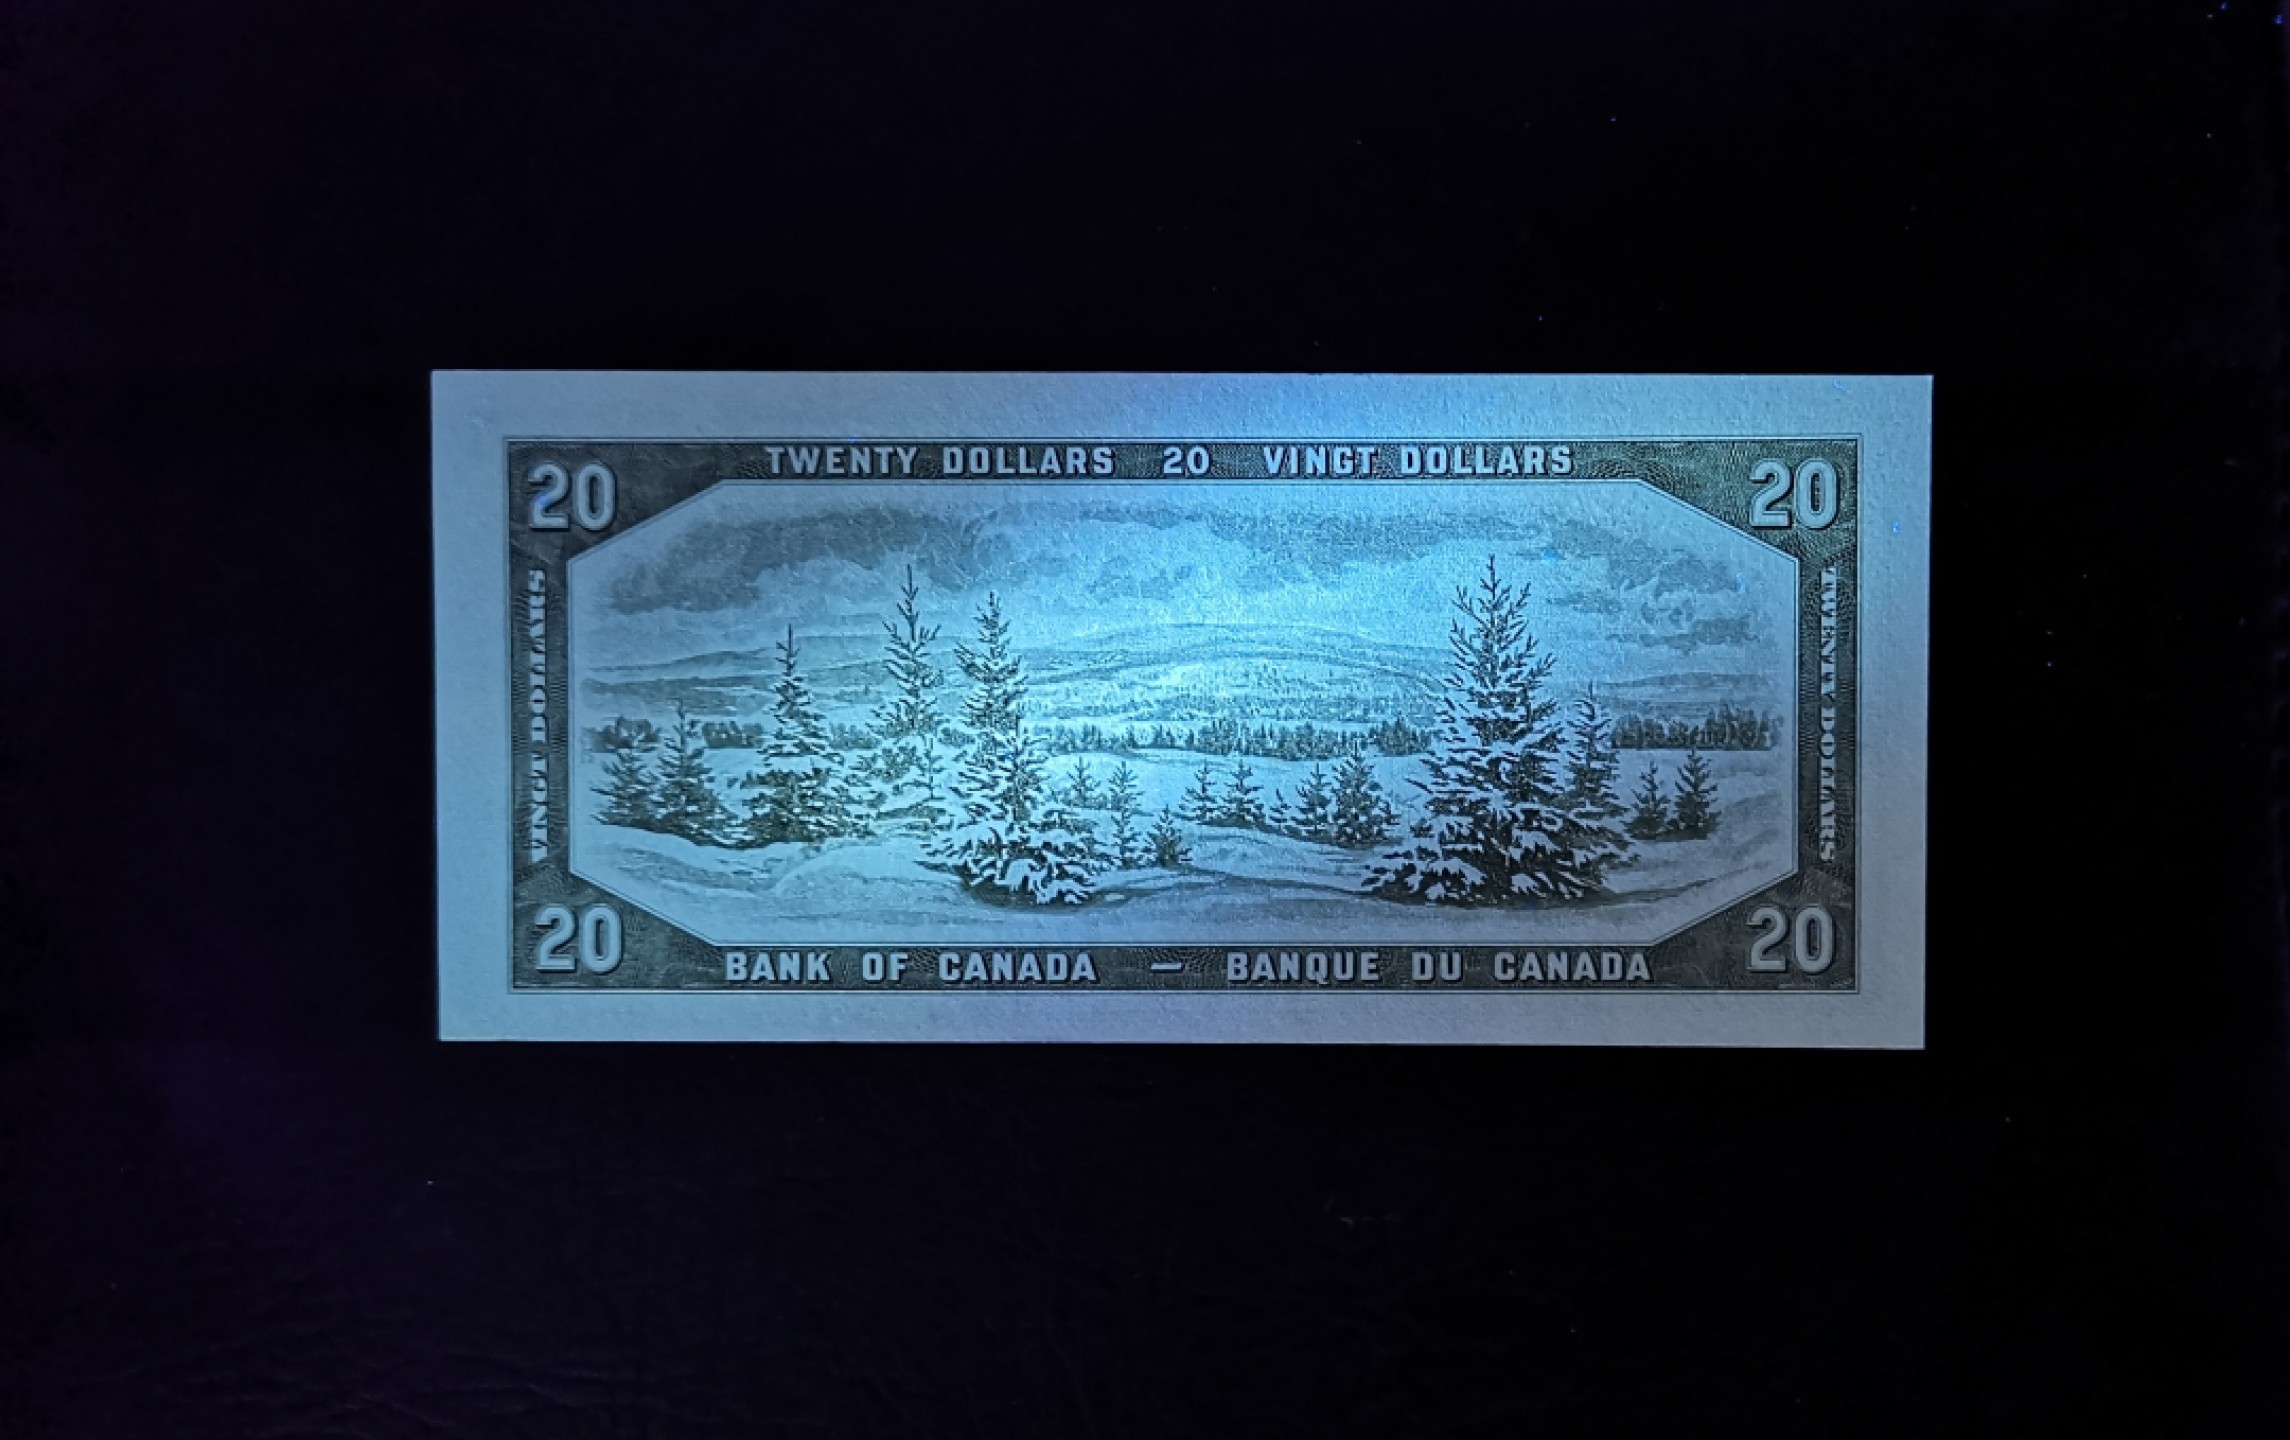 TWENTY DOLLARS 20 VINGT DOLLARS
20
20
VINGT DOLLARS
TWENTY DOLLARS
20
20
BANK OF CANADA — BANQUE DU CANADA